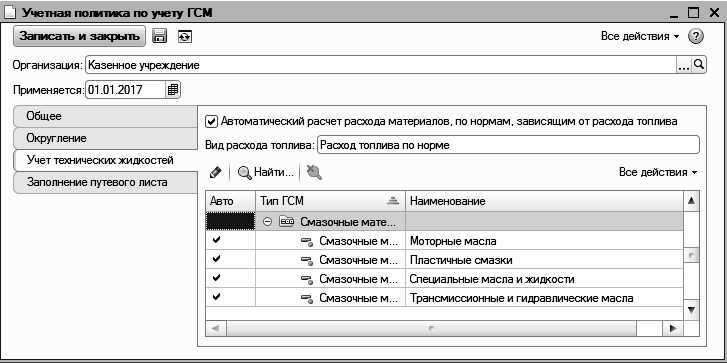 Учетная политика по учету ГСМ
Записать и закрыть Все действия
Организация: Казенное учреждение ...
Применяется: 01.01.2017
Общее
Округление
Учет технических жидкостей
Заполнение путевого листа
Автоматический расчет расхода материалов, по нормам, зависящим от расхода топлива
Вид расхода топлива: Расход топлива по норме
Найти... Все действия
Авто Тип ГСМ Наименование
Смазочные мате...
Смазочные м... Моторные масла
Смазочные м... Пластичные смазки
Смазочные м... Специальные масла и жидкости
Смазочные м... Трансмиссионные и гидравлические масла